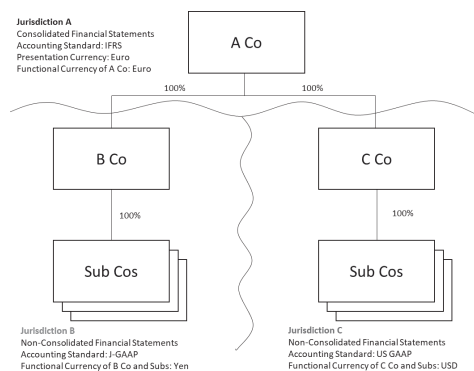 Jurisdiction A
Consolidated Financial Statements
Accounting Standard: IFRS
Presentation Currency: Euro
Functional Currency of A Co: Euro
A Co
100%
100%
B Co
C Co
100%
100%
Sub Cos
Sub Cos
Jurisdiction B
Non-Consolidated Financial Statements
Accounting Standard: J-GAAP
Functional Currency of B Co and Subs: Yen
Jurisdiction C
Non-Consolidated Financial Statements
Accounting Standard: US GAAP
Functional Currency of C Co and Subs: USD